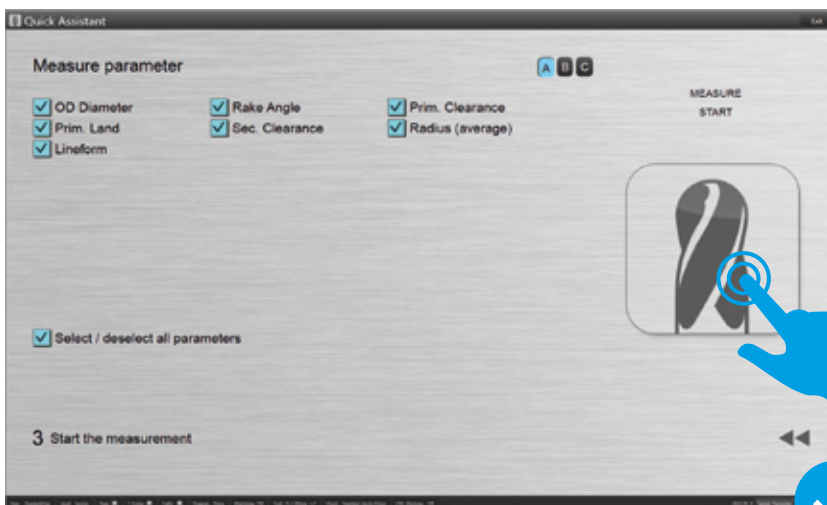 Quick Assistant
Exit
Measure parameter
A B C
OD Diameter
Rake Angle
Prim. Clearance
Prim. Land
Sec. Clearance
Radius (average)
Lineform
MEASURE
START
Select / deselect all parameters
3 Start the measurement